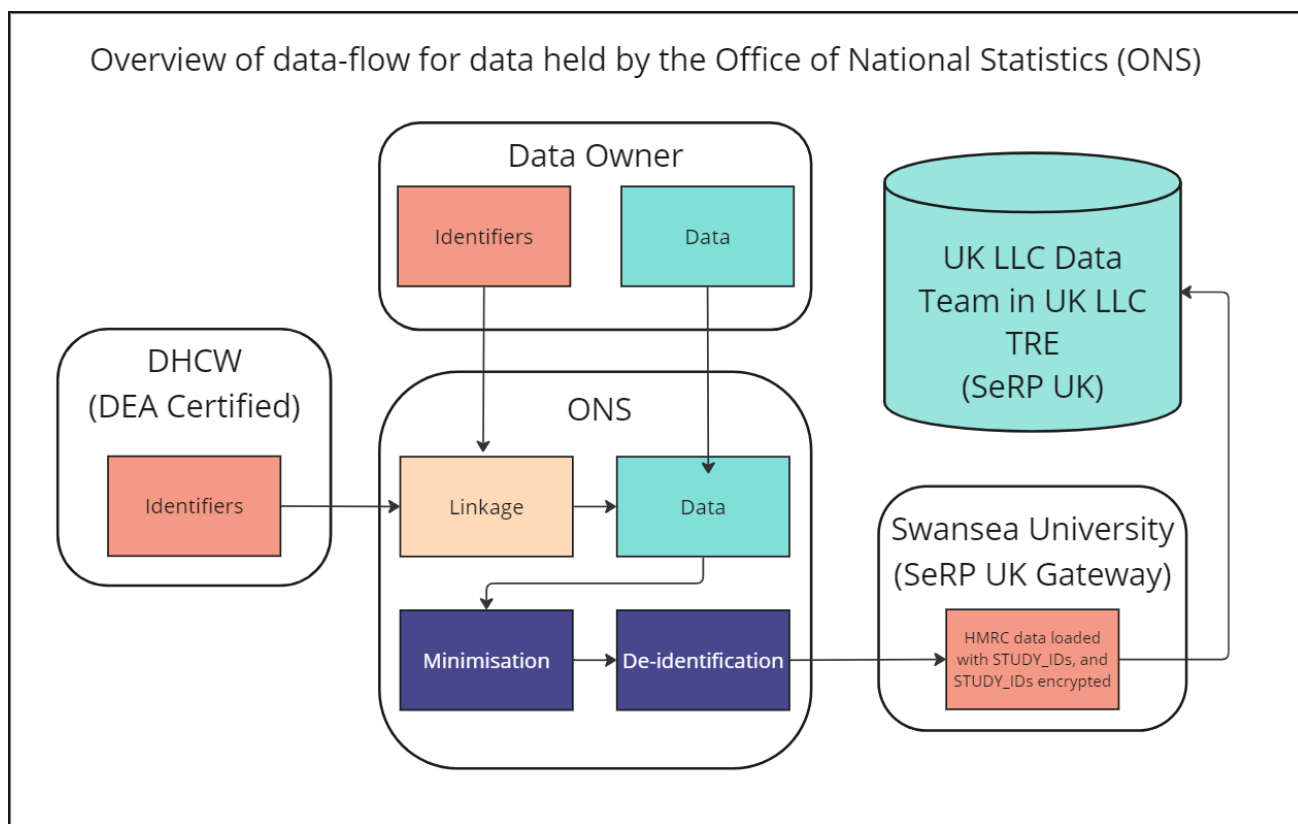 Overview of data-flow for data held by the Office of National Statistics (ONS)
Data Owner
Identifiers
Data
UK LLC Data
Team in UK LLC
TRE
(SeRP UK)
DHCW
(DEA Certified)
Identifiers
ONS
Linkage
Data
Minimisation
De-identification
Swansea University
(SeRP UK Gateway)
HMRC data loaded
with STUDY_IDs, and
STUDY_IDs encrypted